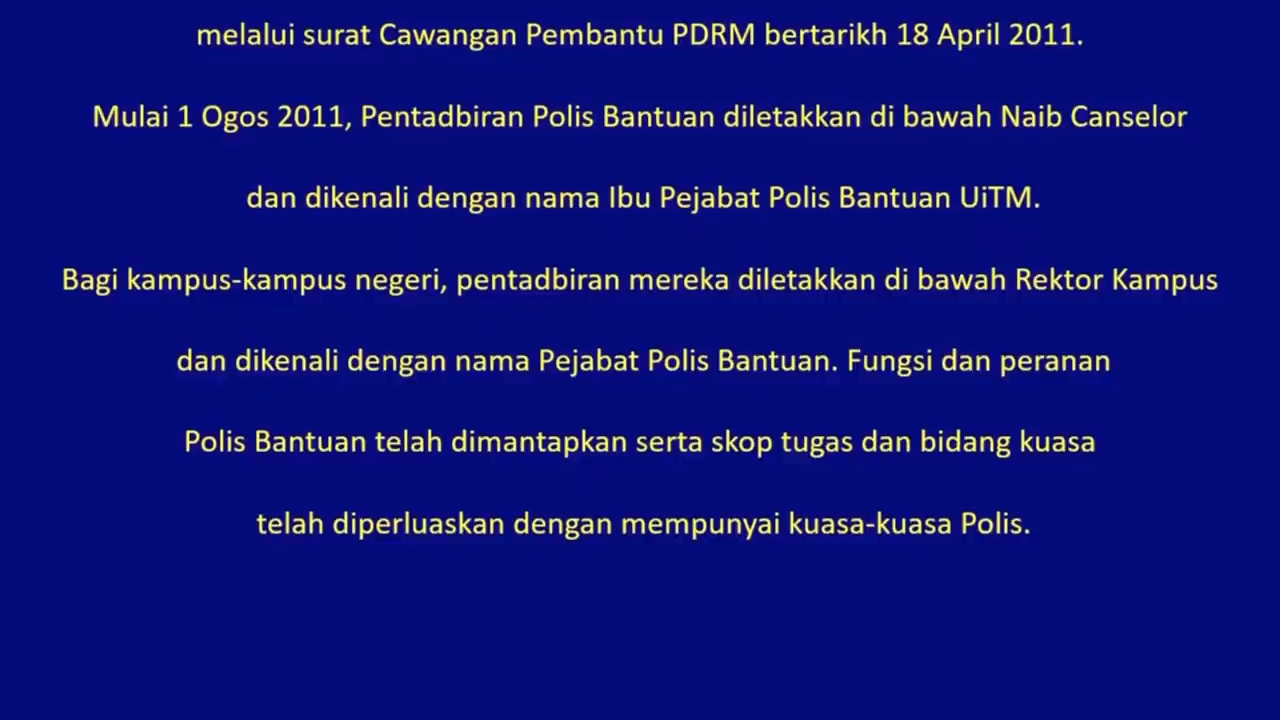 melalui surat Cawangan Pembantu PDRM bertarikh 18 April 2011.
Mulai 1 Ogos 2011, Pentadbiran Polis Bantuan diletakkan di bawah Naib Canselor
dan dikenali dengan nama Ibu Pejabat Polis Bantuan UiTM.
Bagi kampus-kampus negeri, pentadbiran mereka diletakkan di bawah Rektor Kampus
dan dikenali dengan nama Pejabat Polis Bantuan. Fungsi dan peranan
Polis Bantuan telah dimantapkan serta skop tugas dan bidang kuasa
telah diperluaskan dengan mempunyai kuasa-kuasa Polis.